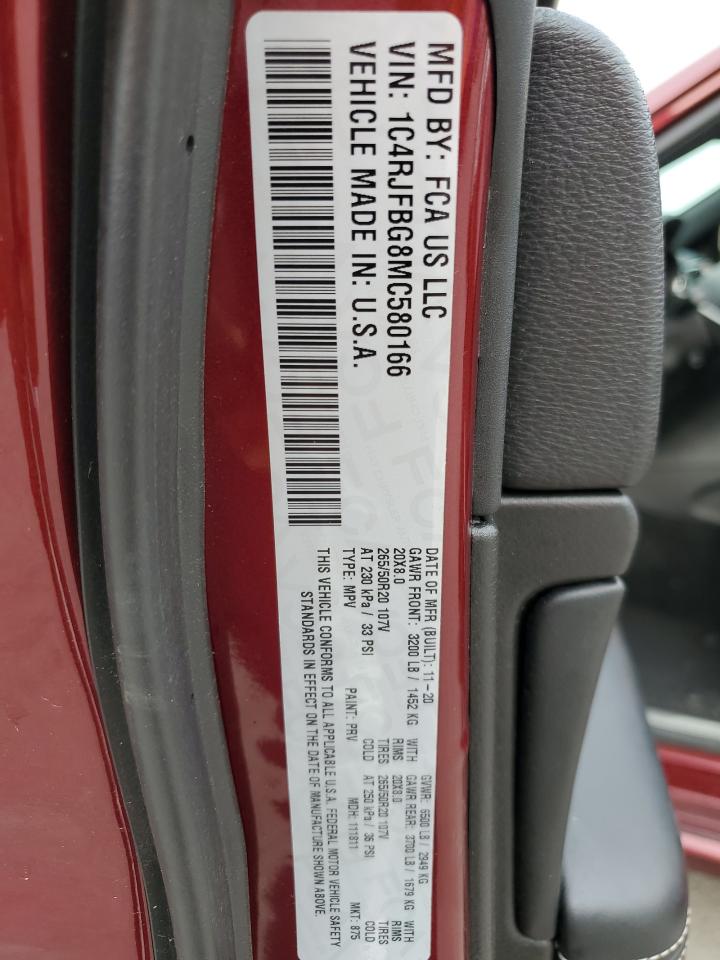 MFD BY: FCA US LLC
VIN: 1C4RJFBG8MC580166
VEHICLE MADE IN: U.S.A.
DATE OF MFR (BUILT): 11-20 GVWR: 6500 LB / 2949 KG
GAWR FRONT: 3200 LB / 1452 KG WITH GAWR REAR: 3700 LB / 1679 KG WITH
20X8.0 RIMS 20X8.0 RIMS
265/50R20 107V TIRES 265/50R20 107V TIRES
AT 230 kPa / 33 PSI COLD AT 250 kPa / 36 PSI COLD
TYPE: MPV PAINT: PRV MDH: 111811 MKT: 875
THIS VEHICLE CONFORMS TO ALL APPLICABLE U.S.A. FEDERAL MOTOR VEHICLE SAFETY
STANDARDS IN EFFECT ON THE DATE OF MANUFACTURE SHOWN ABOVE.